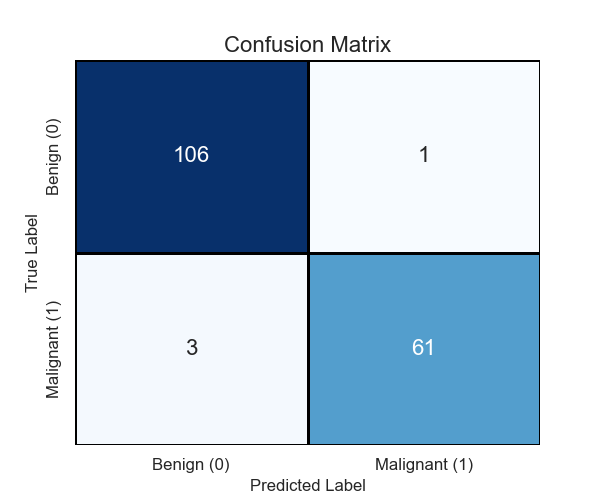 Confusion Matrix
Benign (0)
106
1
True Label
Malignant (1)
3
61
Benign (0)
Malignant (1)
Predicted Label